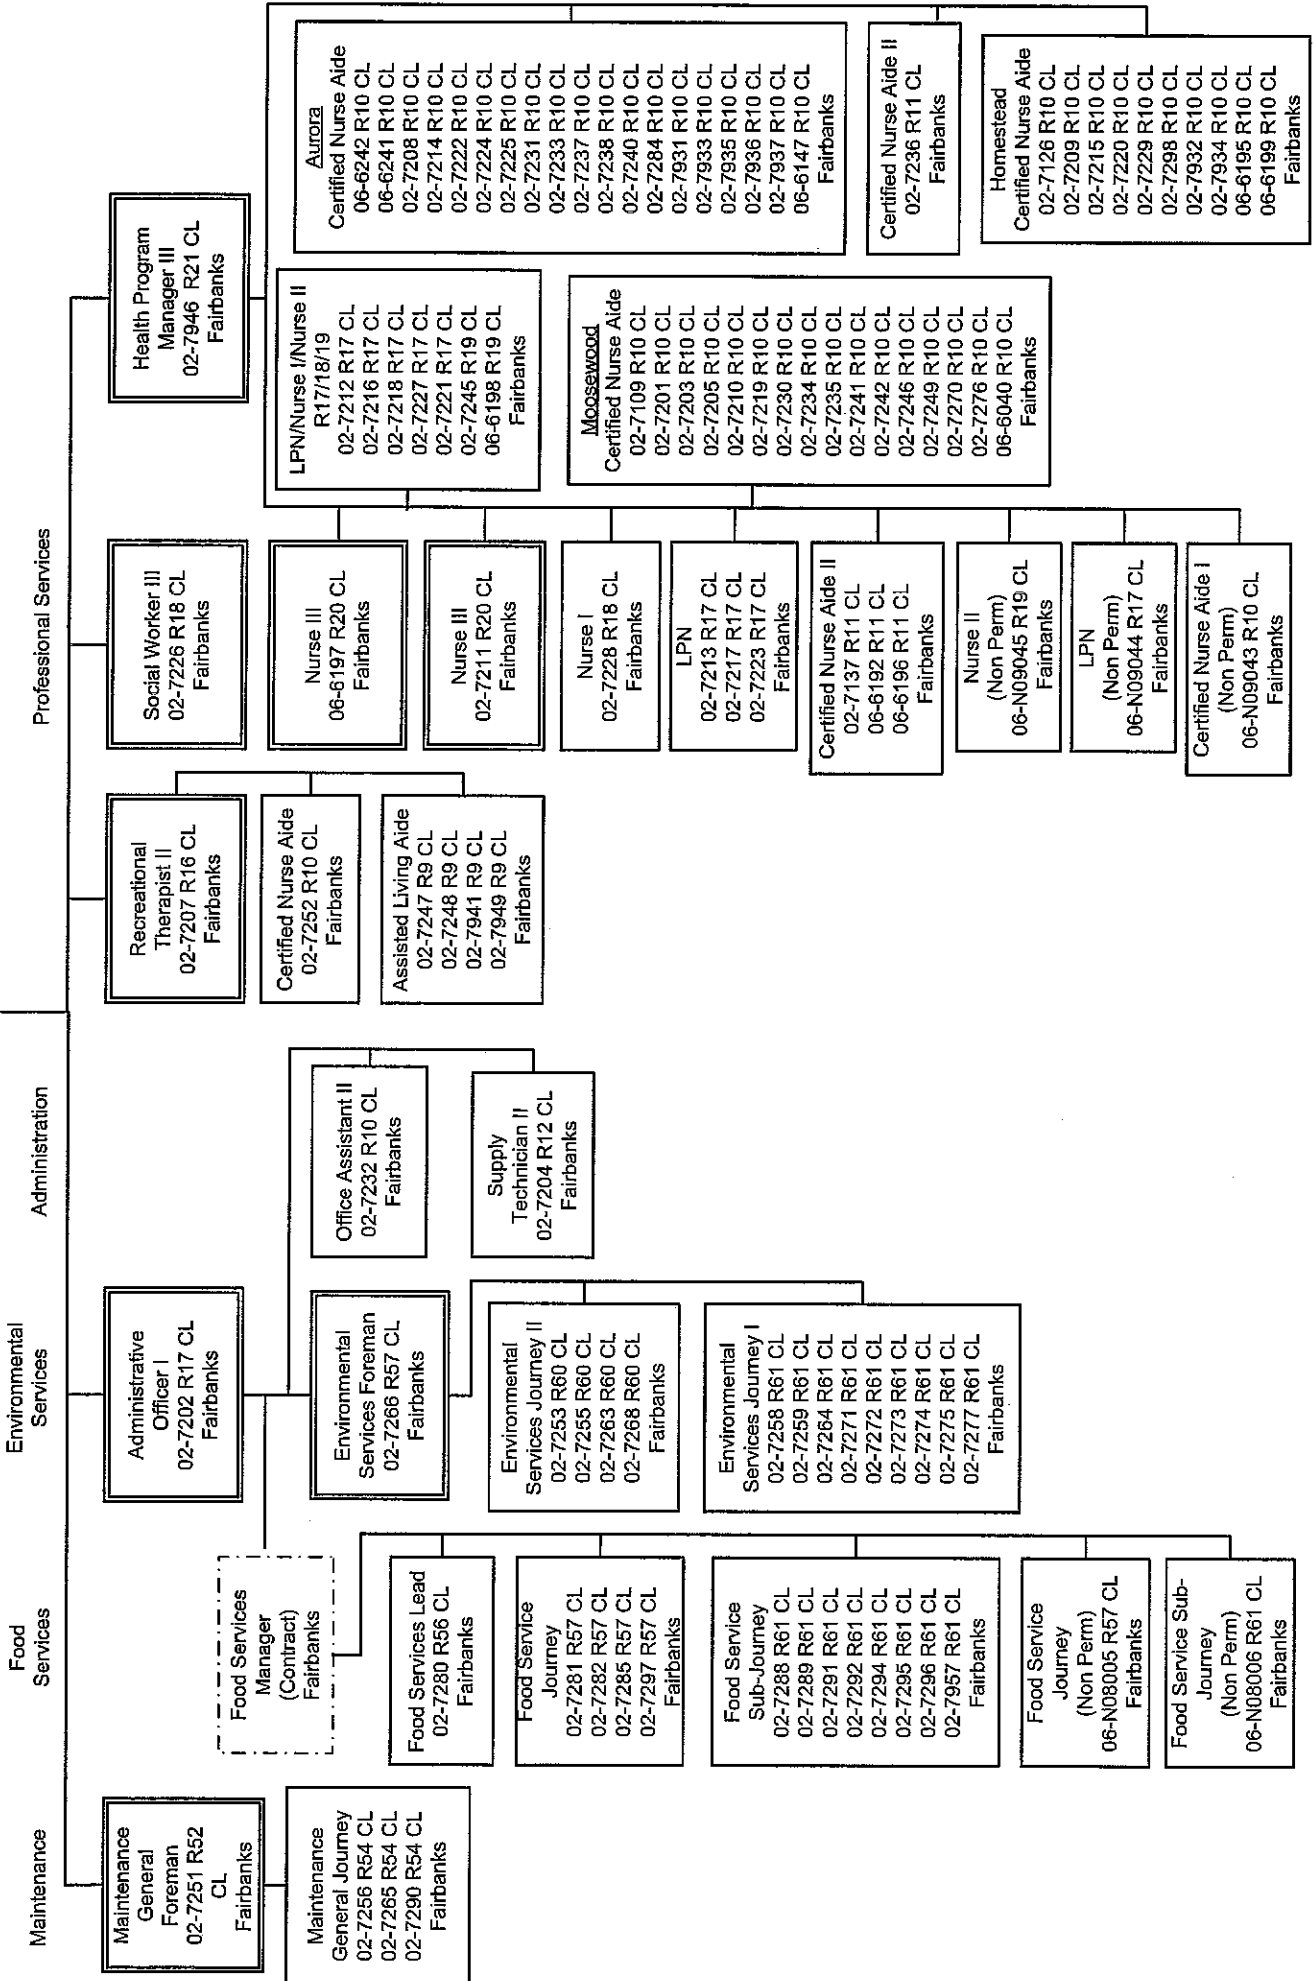 Maintenance
Food
Services
Environmental
Services
Administration
Professional Services
Maintenance
General
Foreman
02-7251 R52
CL
Fairbanks
Maintenance
General Journey
02-7256 R54 CL
02-7265 R54 CL
02-7290 R54 CL
Fairbanks
Administrative
Officer I
02-7202 R17 CL
Fairbanks
Food Services
Manager
(Contract)
Fairbanks
Food Services Lead
02-7280 R56 CL
Fairbanks
Food Service
Journey
02-7281 R57 CL
02-7282 R57 CL
02-7285 R57 CL
02-7297 R57 CL
Fairbanks
Food Service
Sub-Journey
02-7288 R61 CL
02-7289 R61 CL
02-7291 R61 CL
02-7292 R61 CL
02-7294 R61 CL
02-7295 R61 CL
02-7296 R61 CL
02-7957 R61 CL
Fairbanks
Food Service
Journey
(Non Perm)
06-N08005 R57 CL
Fairbanks
Food Service Sub-
Journey
(Non Perm)
06-N08006 R61 CL
Fairbanks
Environmental
Services Foreman
02-7266 R57 CL
Fairbanks
Environmental
Services Journey II
02-7253 R60 CL
02-7255 R60 CL
02-7263 R60 CL
02-7268 R60 CL
Fairbanks
Environmental
Services Journey I
02-7258 R61 CL
02-7259 R61 CL
02-7264 R61 CL
02-7271 R61 CL
02-7272 R61 CL
02-7273 R61 CL
02-7274 R61 CL
02-7275 R61 CL
02-7277 R61 CL
Fairbanks
Office Assistant II
02-7232 R10 CL
Fairbanks
Supply
Technician II
02-7204 R12 CL
Fairbanks
Recreational
Therapist II
02-7207 R16 CL
Fairbanks
Certified Nurse Aide
02-7252 R10 CL
Fairbanks
Assisted Living Aide
02-7247 R9 CL
02-7248 R9 CL
02-7941 R9 CL
02-7949 R9 CL
Fairbanks
Social Worker III
02-7226 R18 CL
Fairbanks
Health Program
Manager III
02-7946 R21 CL
Fairbanks
Nurse III
06-6197 R20 CL
Fairbanks
Nurse III
02-7211 R20 CL
Fairbanks
Nurse I
02-7228 R18 CL
Fairbanks
LPN
02-7213 R17 CL
02-7217 R17 CL
02-7223 R17 CL
Fairbanks
Certified Nurse Aide II
02-7137 R11 CL
06-6192 R11 CL
06-6196 R11 CL
Fairbanks
Nurse II
(Non Perm)
06-N09045 R19 CL
Fairbanks
LPN
(Non Perm)
06-N09044 R17 CL
Fairbanks
Certified Nurse Aide I
(Non Perm)
06-N09043 R10 CL
Fairbanks
LPN/Nurse I/Nurse II
R17/18/19
02-7212 R17 CL
02-7216 R17 CL
02-7218 R17 CL
02-7227 R17 CL
02-7221 R17 CL
02-7245 R19 CL
06-6198 R19 CL
Fairbanks
Moosewood
Certified Nurse Aide
02-7109 R10 CL
02-7201 R10 CL
02-7203 R10 CL
02-7205 R10 CL
02-7210 R10 CL
02-7219 R10 CL
02-7230 R10 CL
02-7234 R10 CL
02-7235 R10 CL
02-7241 R10 CL
02-7242 R10 CL
02-7246 R10 CL
02-7249 R10 CL
02-7270 R10 CL
02-7276 R10 CL
06-6040 R10 CL
Fairbanks
Aurora
Certified Nurse Aide
06-6242 R10 CL
06-6241 R10 CL
02-7208 R10 CL
02-7214 R10 CL
02-7222 R10 CL
02-7224 R10 CL
02-7225 R10 CL
02-7231 R10 CL
02-7233 R10 CL
02-7237 R10 CL
02-7238 R10 CL
02-7240 R10 CL
02-7284 R10 CL
02-7931 R10 CL
02-7933 R10 CL
02-7935 R10 CL
02-7936 R10 CL
02-7937 R10 CL
06-6147 R10 CL
Fairbanks
Certified Nurse Aide II
02-7236 R11 CL
Fairbanks
Homestead
Certified Nurse Aide
02-7126 R10 CL
02-7209 R10 CL
02-7215 R10 CL
02-7220 R10 CL
02-7229 R10 CL
02-7298 R10 CL
02-7932 R10 CL
02-7934 R10 CL
06-6195 R10 CL
06-6199 R10 CL
Fairbanks